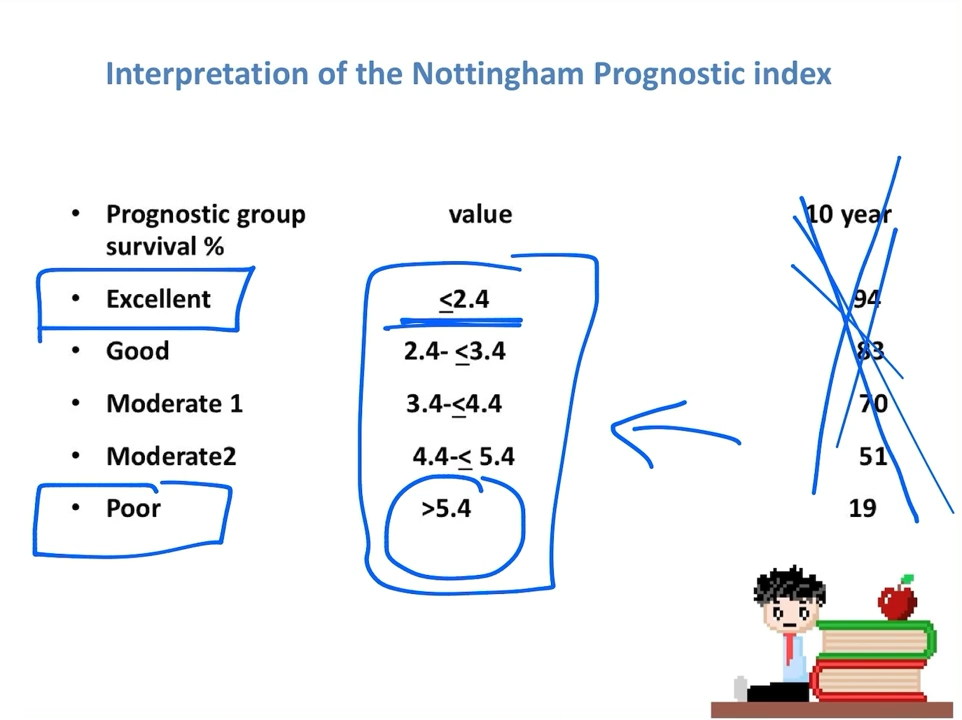 Interpretation of the Nottingham Prognostic index
• Prognostic group value 10 year
survival %
• Excellent ≤2.4 94
• Good 2.4- ≤3.4 83
• Moderate 1 3.4-≤4.4 70
• Moderate2 4.4-≤ 5.4 51
• Poor >5.4 19